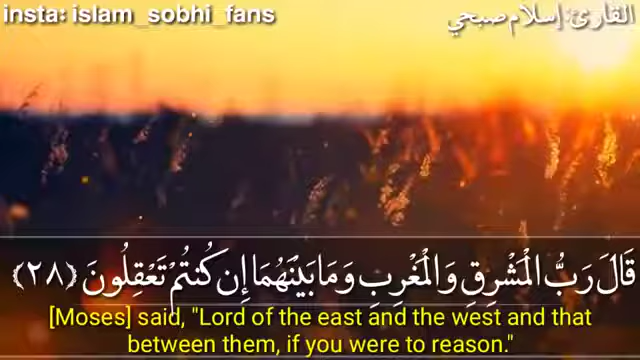 insta: islam_sobhi_fans
القارئ: إسلام صبحي
قَالَ رَبُّ الْمَشْرِقِ وَالْمَغْرِبِ وَمَا بَيْنَهُمَا إِن كُنتُمْ تَعْقِلُونَ (٢٨)
[Moses] said, "Lord of the east and the west and that
between them, if you were to reason."